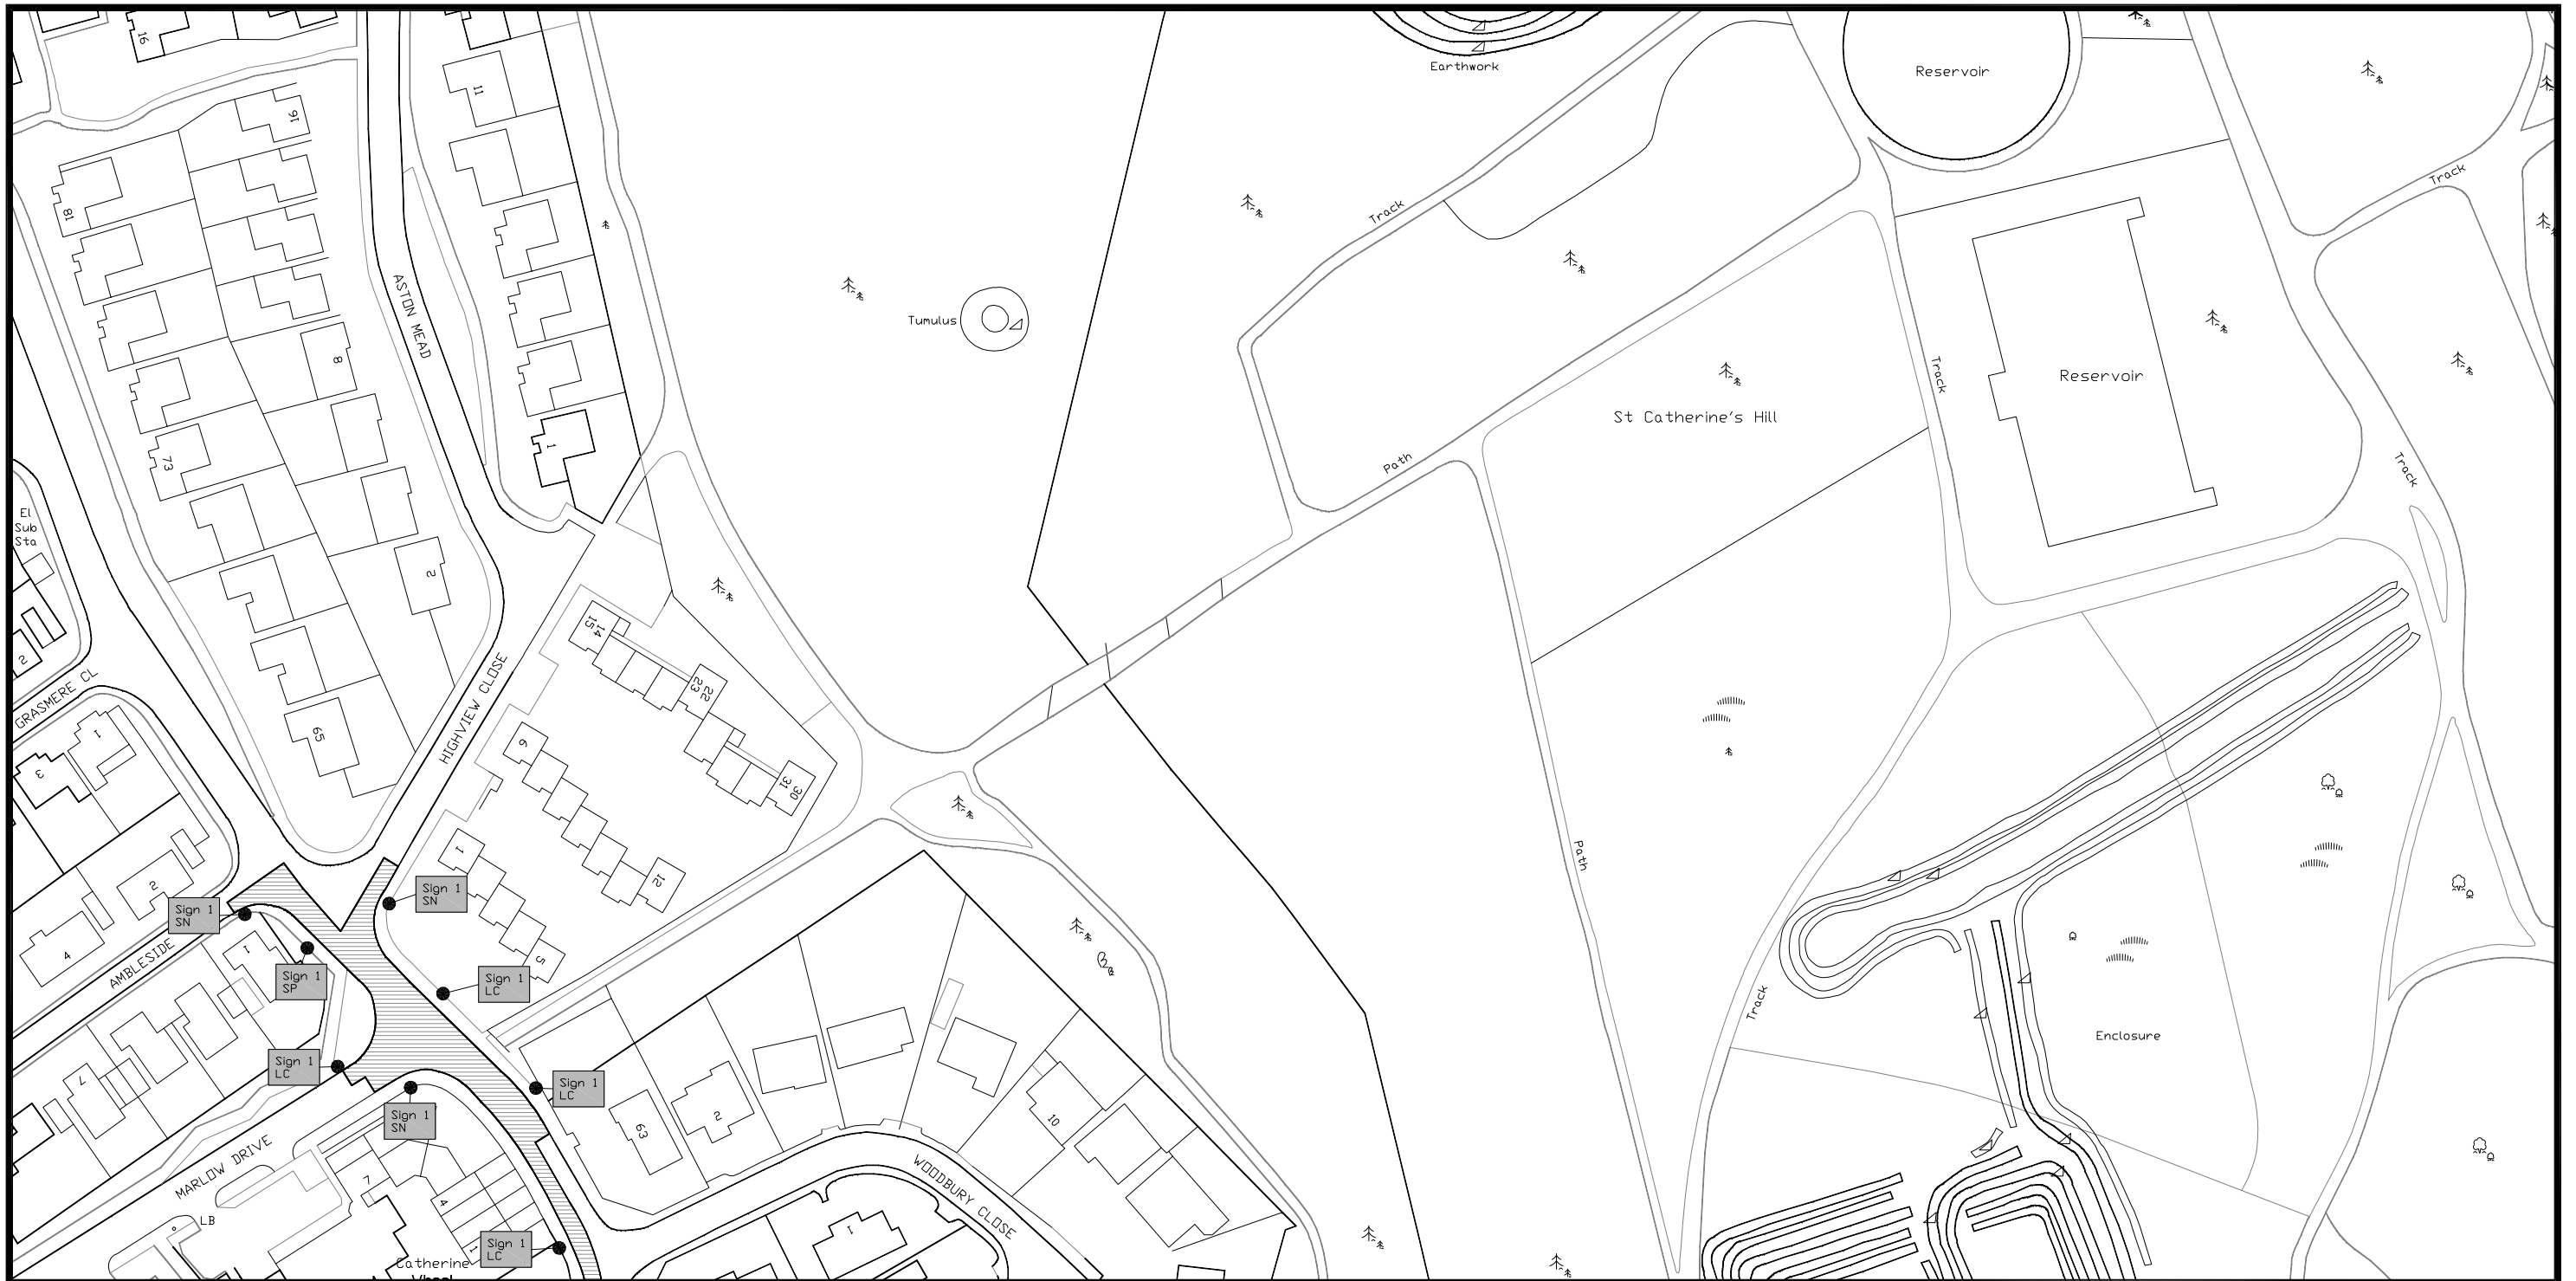 16
11
Earthwork
Reservoir
16
81
Track
Track
ASTON MEAD
Tumulus
8
Track
Reservoir
St Catherine's Hill
1
73
Path
Track
El
Sub
Sta
2
15
14
2
GRASMERE CL
23
22
HIGHVIEW CLOSE
1
65
6
3
31
30
1
12
Path
2
Sign 1
SN
Sign 1
SN
4
AMBLESIDE
1
5
Sign 1
SP
Sign 1
LC
Track
Enclosure
Sign 1
LC
7
Sign 1
LC
63
2
10
Sign 1
SN
MARLOW DRIVE
7
4
WOODBURY CLOSE
LB
1
1
Sign 1
LC
Catherine
Wheel